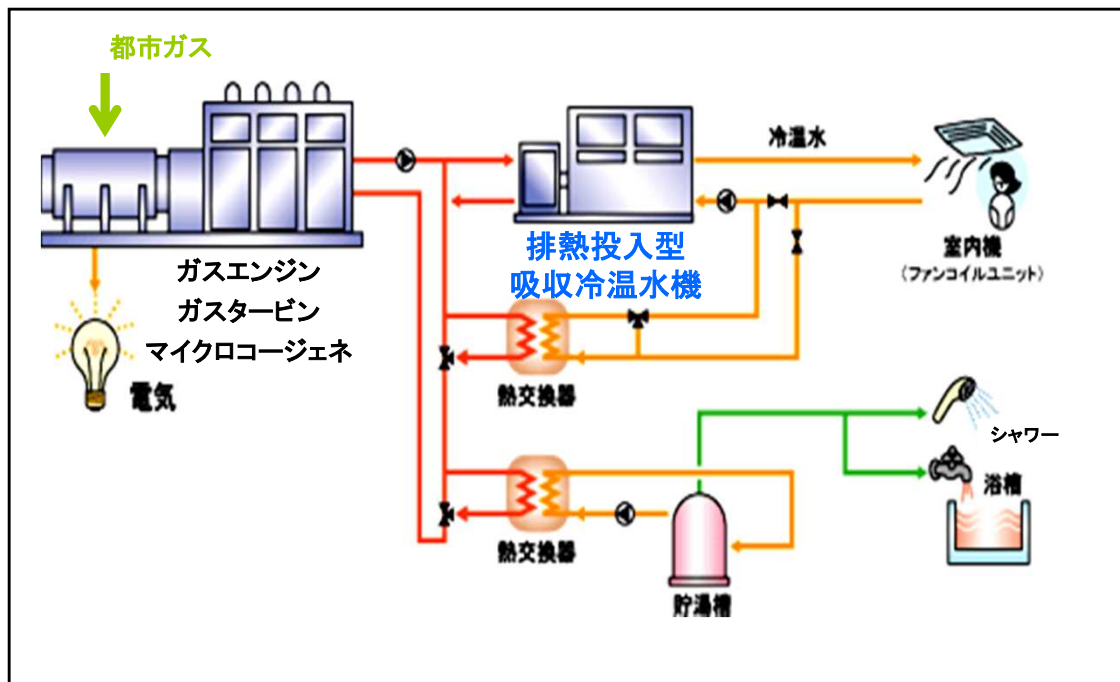 都市ガス
冷温水
排熱投入型
吸収冷温水機
室内機
(ファンコイルユニット)
ガスエンジン
ガスタービン
マイクロコージェネ
電気
熱交換器
シャワー
浴槽
熱交換器
貯湯槽